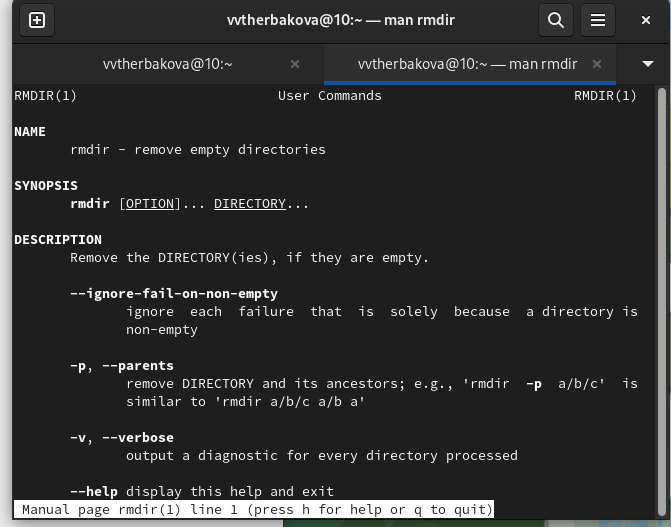 vvtherbakova@10:~ — man rmdir
vvtherbakova@10:~
vvtherbakova@10:~ — man rmdir
RMDIR(1) User Commands RMDIR(1)
NAME
rmdir - remove empty directories
SYNOPSIS
rmdir [OPTION]... DIRECTORY...
DESCRIPTION
Remove the DIRECTORY(ies), if they are empty.
--ignore-fail-on-non-empty
ignore each failure that is solely because a directory is
non-empty
-p, --parents
remove DIRECTORY and its ancestors; e.g., 'rmdir -p a/b/c' is
similar to 'rmdir a/b/c a/b a'
-v, --verbose
output a diagnostic for every directory processed
--help display this help and exit
Manual page rmdir(1) line 1 (press h for help or q to quit)